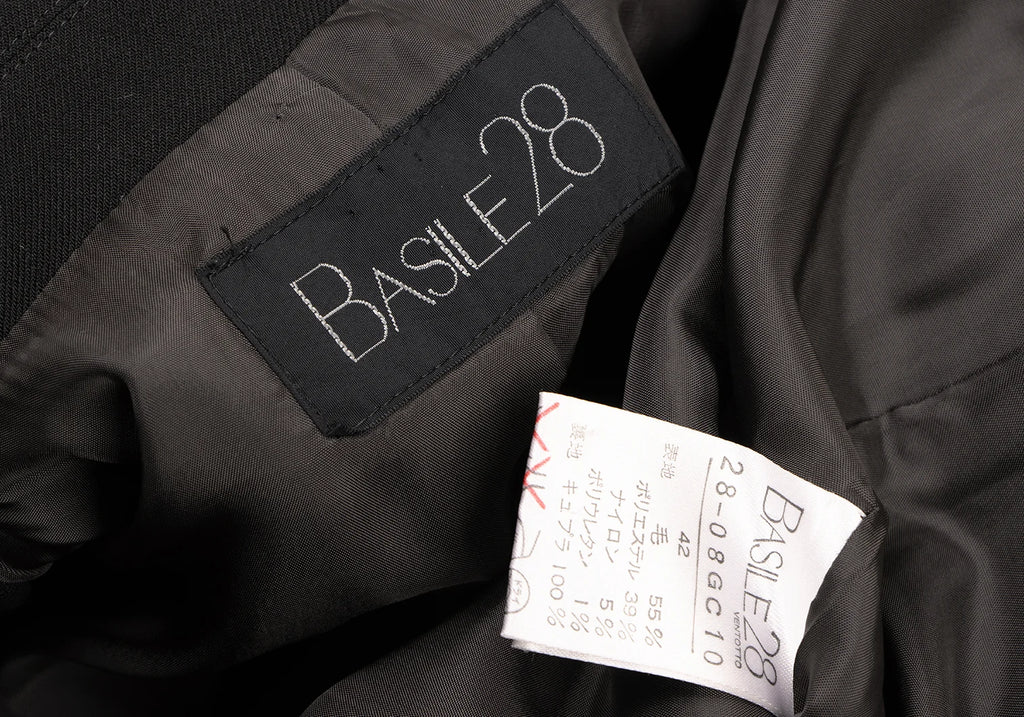 BASILE28
BASILE28
VENTOTTO
28-08GC10
42
表地 毛 55%
ポリエステル 39%
ナイロン 5%
ポリウレタン 1%
裏地 キュプラ 100%